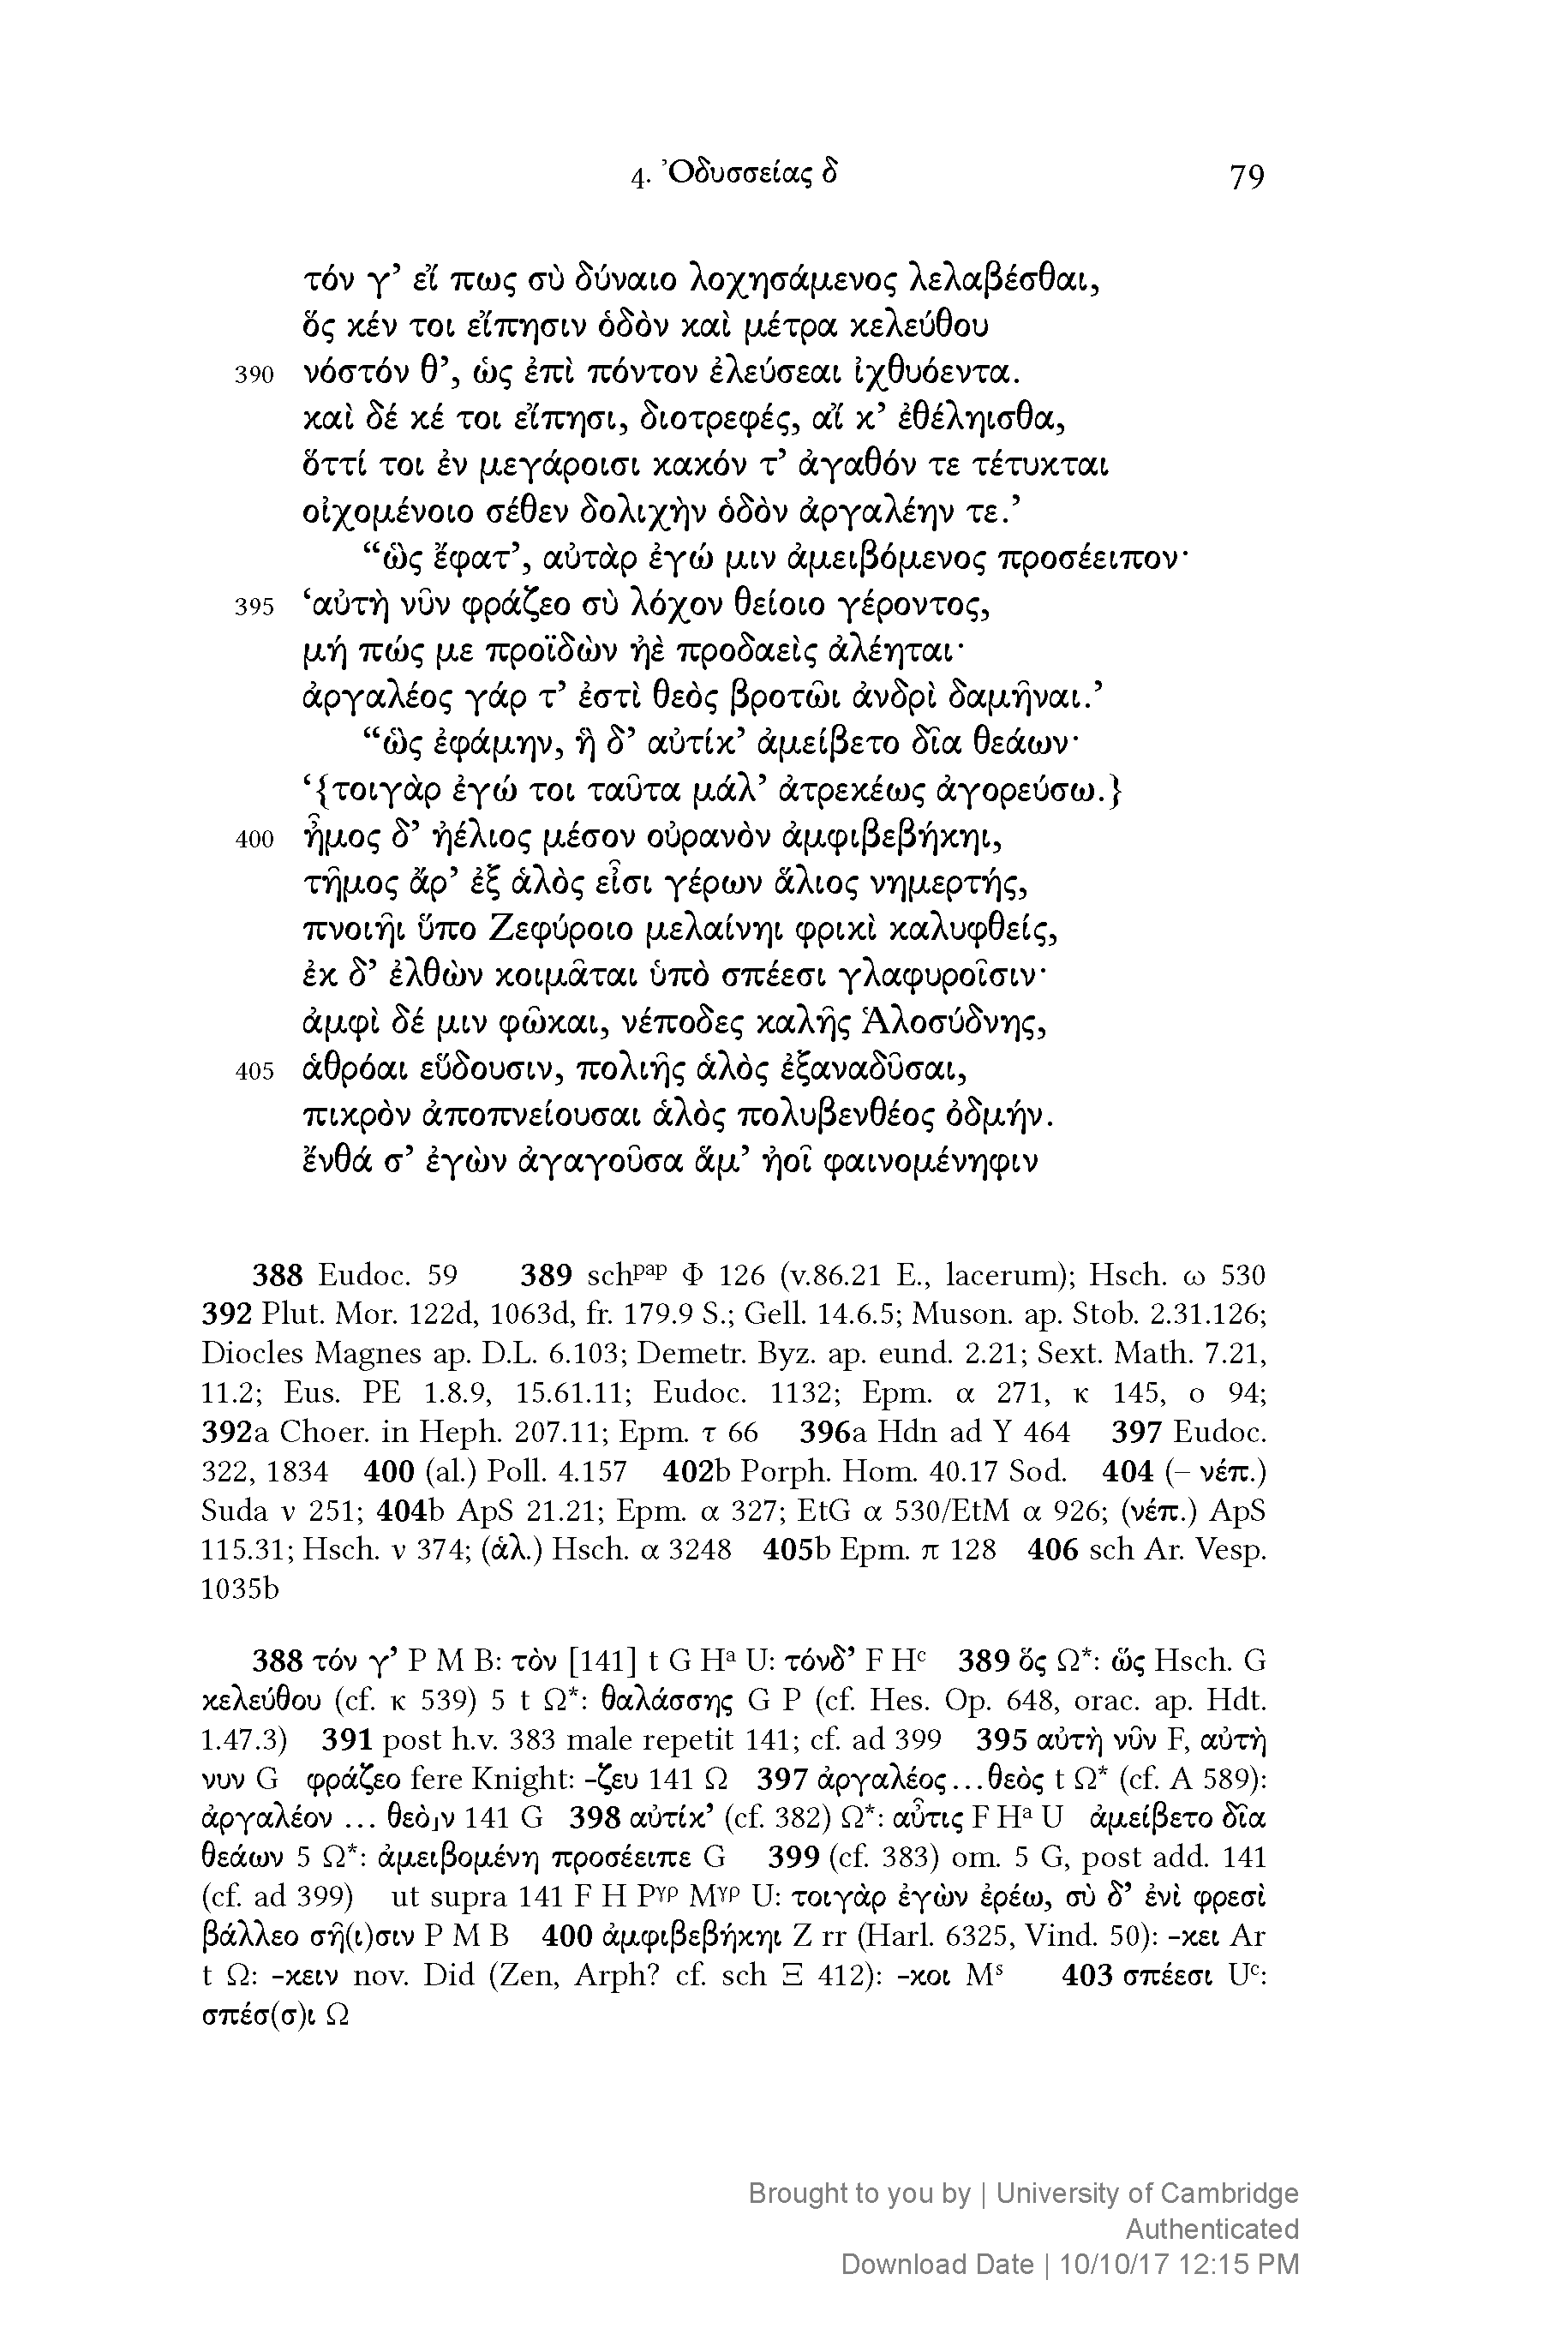 4. Ὀδυσσείας δ 79
τόν γ’ εἴ πως σὺ δύναιο λοχησάμενος λελαβέσθαι,
ὅς κέν τοι εἴπησιν ὁδὸν καὶ μέτρα κελεύθου
390 νόστόν θ’, ὡς ἐπὶ πόντον ἐλεύσεαι ἰχθυόεντα.
καὶ δέ κέ τοι εἴπησι, διοτρεφές, αἴ κ’ ἐθέληισθα,
ὅττί τοι ἐν μεγάροισι κακόν τ’ ἀγαθόν τε τέτυκται
οἰχομένοιο σέθεν δολιχὴν ὁδὸν ἀργαλέην τε.’
“ὣς ἔφατ’, αὐτὰρ ἐγώ μιν ἀμειβόμενος προσέειπον·
395 ‘αὐτὴ νῦν φράζεο σὺ λόχον θείοιο γέροντος,
μή πώς με προϊδὼν ἠὲ προδαεὶς ἀλέηται·
ἀργαλέος γάρ τ’ ἐστὶ θεὸς βροτῶι ἀνδρὶ δαμῆναι.’
“ὣς ἐφάμην, ἣ δ’ αὐτίκ’ ἀμείβετο δῖα θεάων·
‘{τοιγὰρ ἐγώ τοι ταῦτα μάλ’ ἀτρεκέως ἀγορεύσω.}
400 ἦμος δ’ ἠέλιος μέσον οὐρανὸν ἀμφιβεβήκηι,
τῆμος ἄρ’ ἐξ ἁλὸς εἶσι γέρων ἅλιος νημερτής,
πνοιῆι ὕπο Ζεφύροιο μελαίνηι φρικὶ καλυφθείς,
ἐκ δ’ ἐλθὼν κοιμᾶται ὑπὸ σπέεσι γλαφυροῖσιν·
ἀμφὶ δέ μιν φῶκαι, νέποδες καλῆς Ἁλοσύδνης,
405 ἁθρόαι εὕδουσιν, πολιῆς ἁλὸς ἐξαναδῦσαι,
πικρὸν ἀποπνείουσαι ἁλὸς πολυβενθέος ὀδμήν.
ἔνθά σ’ ἐγὼν ἀγαγοῦσα ἅμ’ ἠοῖ φαινομένηφιν
388 Eudoc. 59 389 schᵖᵃᵖ Φ 126 (v.86.21 E., lacerum); Hsch. ω 530
392 Plut. Mor. 122d, 1063d, fr. 179.9 S.; Gell. 14.6.5; Muson. ap. Stob. 2.31.126;
Diocles Magnes ap. D.L. 6.103; Demetr. Byz. ap. eund. 2.21; Sext. Math. 7.21,
11.2; Eus. PE 1.8.9, 15.61.11; Eudoc. 1132; Epm. α 271, κ 145, ο 94;
392a Choer. in Heph. 207.11; Epm. τ 66 396a Hdn ad Υ 464 397 Eudoc.
322, 1834 400 (al.) Poll. 4.157 402b Porph. Hom. 40.17 Sod. 404 (– νέπ.)
Suda ν 251; 404b ApS 21.21; Epm. α 327; EtG α 530/EtM α 926; (νέπ.) ApS
115.31; Hsch. ν 374; (ἁλ.) Hsch. α 3248 405b Epm. π 128 406 sch Ar. Vesp.
1035b
388 τόν γ’ P M B: τὸν [141] t G Hᵃ U: τόνδ’ F Hᶜ 389 ὅς Ω*: ὥς Hsch. G
κελεύθου (cf. κ 539) 5 t Ω*: θαλάσσης G P (cf. Hes. Op. 648, orac. ap. Hdt.
1.47.3) 391 post h.v. 383 male repetit 141; cf. ad 399 395 αὐτὴ νῦν F, αὐτὴ
νυν G φράζεο fere Knight: -ζευ 141 Ω 397 ἀργαλέος…θεὸς t Ω* (cf. Α 589):
ἀργαλέον … θεὸ⌋ν 141 G 398 αὐτίκ’ (cf. 382) Ω*: αὖτις F Hᵃ U ἀμείβετο δῖα
θεάων 5 Ω*: ἀμειβομένη προσέειπε G 399 (cf. 383) om. 5 G, post add. 141
(cf. ad 399) ut supra 141 F H Pᵞᵖ Mᵞᵖ U: τοιγὰρ ἐγὼν ἐρέω, σὺ δ’ ἐνὶ φρεσὶ
βάλλεο σῆ(ι)σιν P M B 400 ἀμφιβεβήκηι Z rr (Harl. 6325, Vind. 50): -κει Ar
t Ω: -κειν nov. Did (Zen, Arph? cf. sch Ξ 412): -κοι Mˢ 403 σπέεσι Uᶜ:
σπέσ(σ)ι Ω
Brought to you by | University of Cambridge
Authenticated
Download Date | 10/10/17 12:15 PM